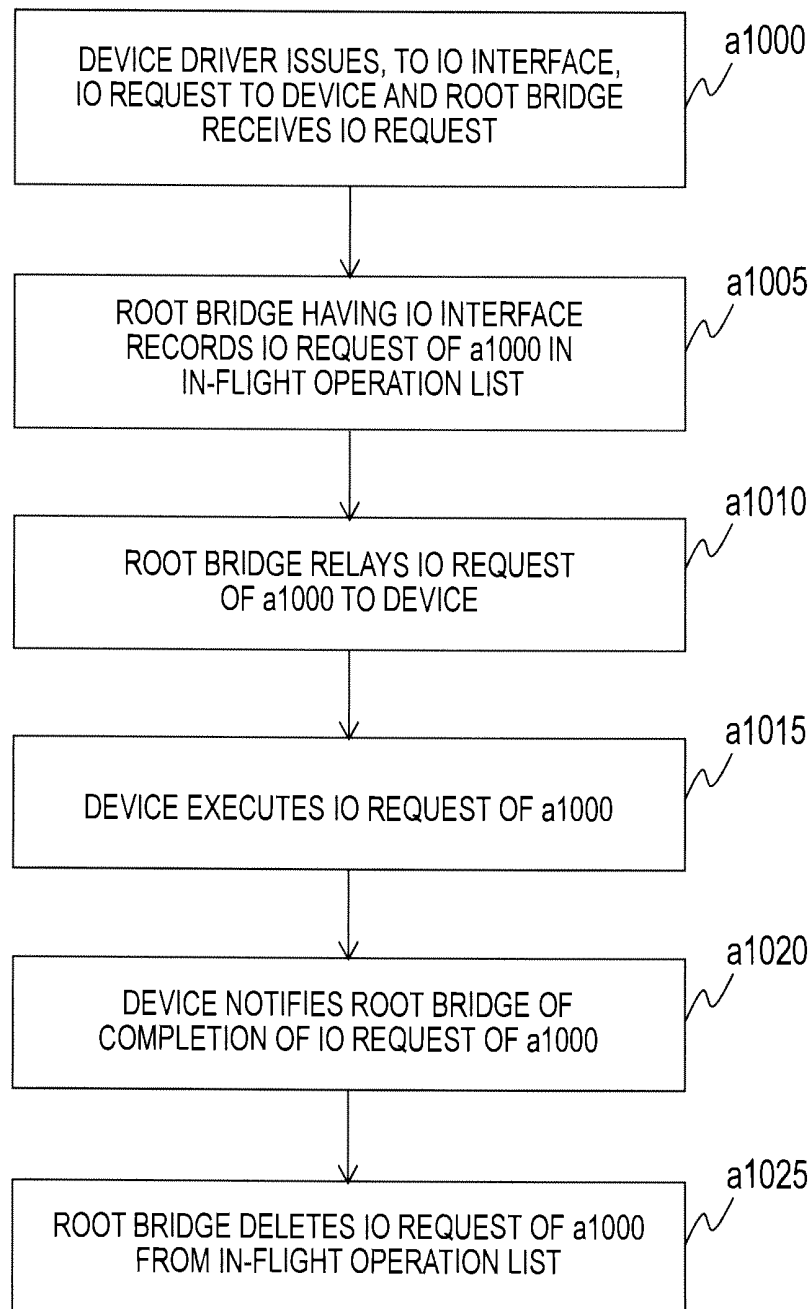 a1000
DEVICE DRIVER ISSUES, TO IO INTERFACE,
IO REQUEST TO DEVICE AND ROOT BRIDGE
RECEIVES IO REQUEST
a1005
ROOT BRIDGE HAVING IO INTERFACE
RECORDS IO REQUEST OF a1000 IN
IN-FLIGHT OPERATION LIST
a1010
ROOT BRIDGE RELAYS IO REQUEST
OF a1000 TO DEVICE
a1015
DEVICE EXECUTES IO REQUEST OF a1000
a1020
DEVICE NOTIFIES ROOT BRIDGE OF
COMPLETION OF IO REQUEST OF a1000
a1025
ROOT BRIDGE DELETES IO REQUEST OF a1000
FROM IN-FLIGHT OPERATION LIST